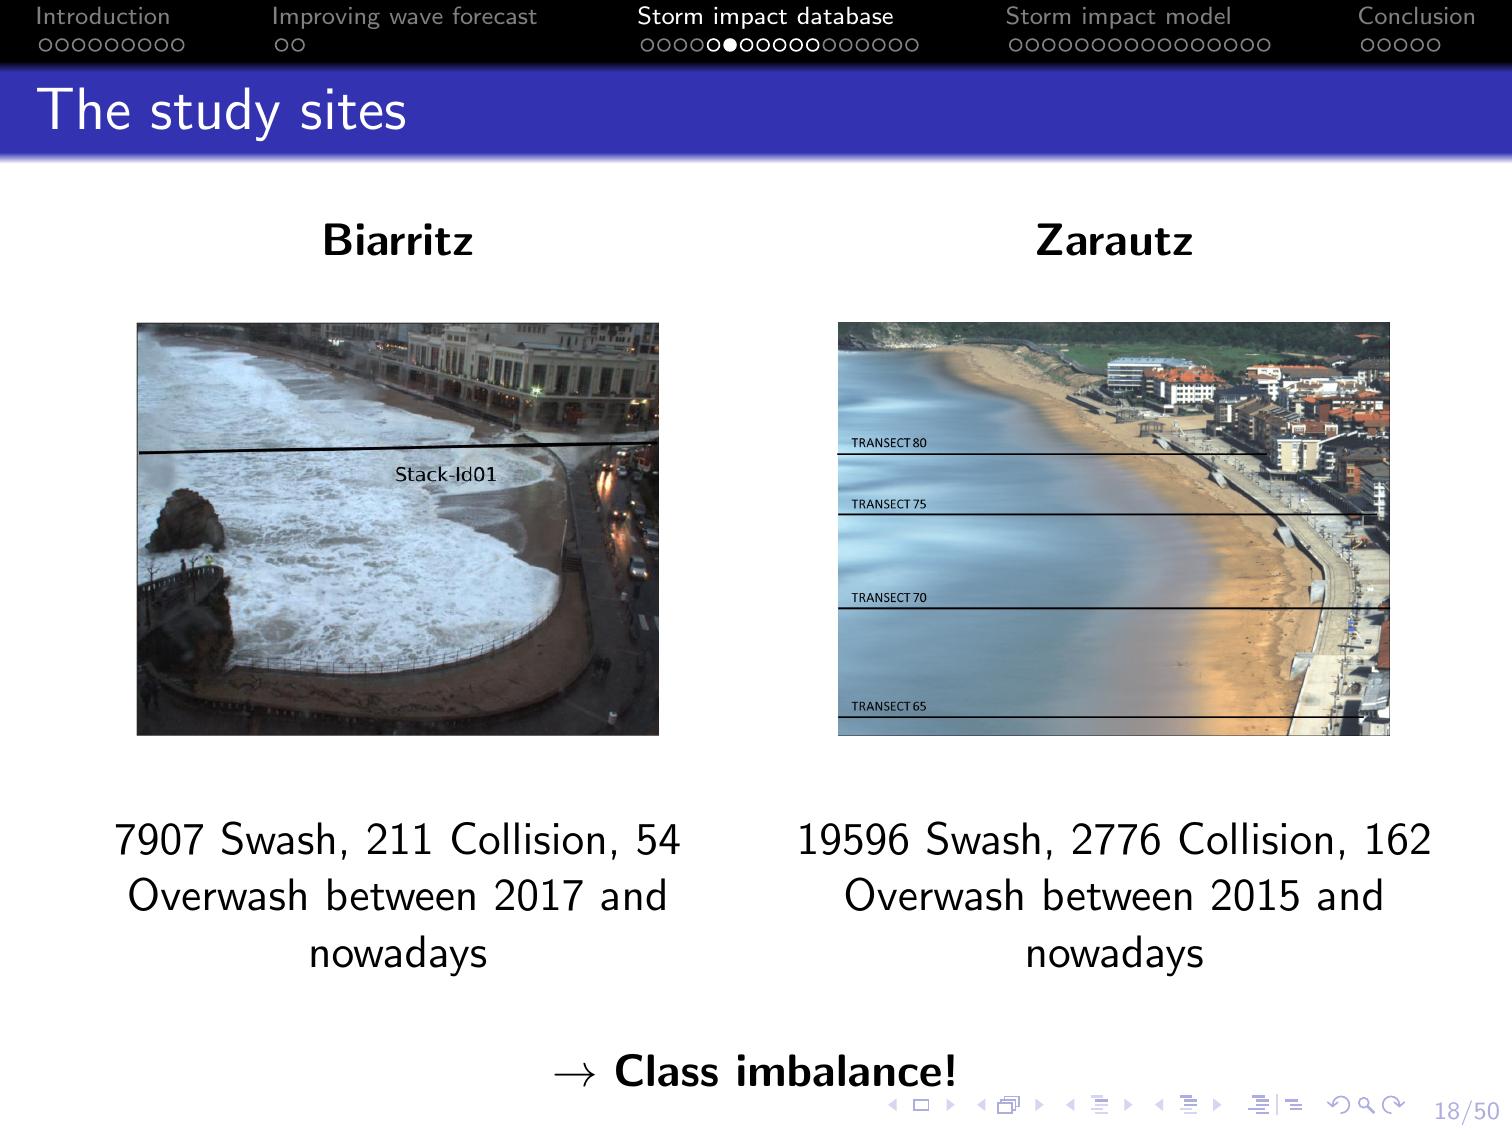 Introduction
Improving wave forecast
Storm impact database
Storm impact model
Conclusion
The study sites
Biarritz
Stack-Id01
7907 Swash, 211 Collision, 54
Overwash between 2017 and
nowadays
Zarautz
TRANSECT 80
TRANSECT 75
TRANSECT 70
TRANSECT 65
19596 Swash, 2776 Collision, 162
Overwash between 2015 and
nowadays
→ Class imbalance!
18/50